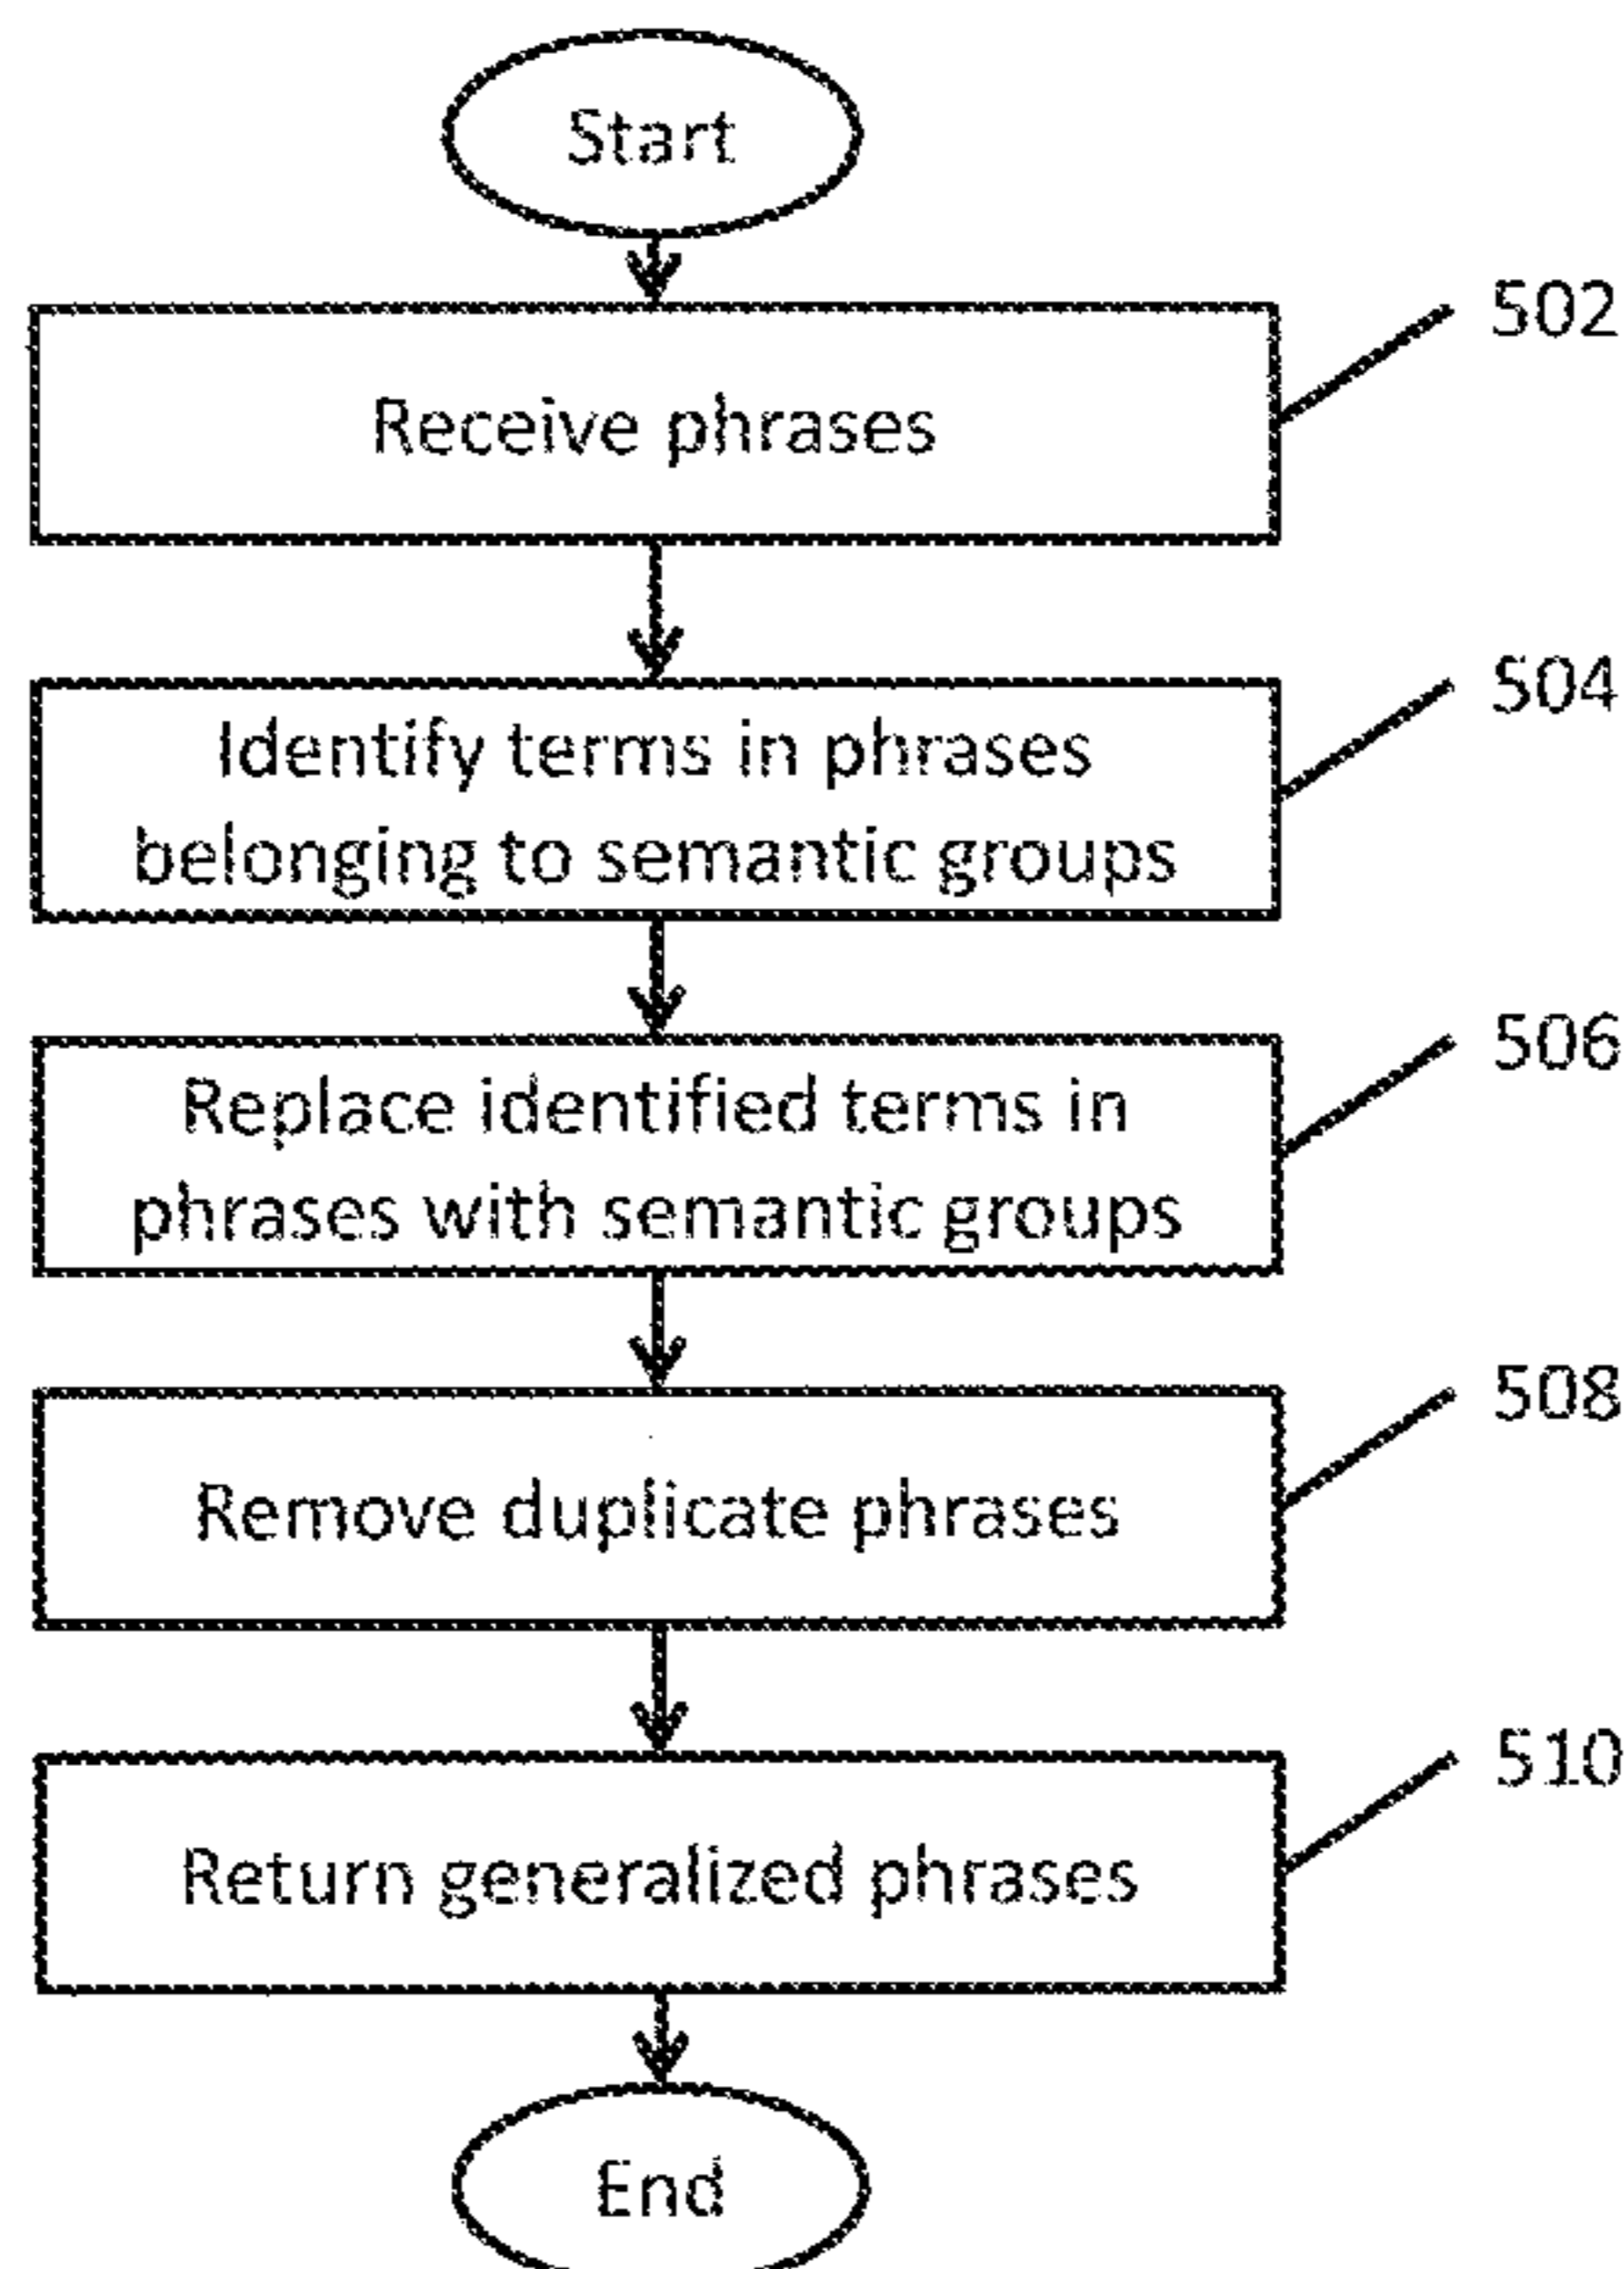 Start
502
Receive phrases
504
Identify terms in phrases
belonging to semantic groups
506
Replace identified terms in
phrases with semantic groups
508
Remove duplicate phrases
510
Return generalized phrases
End